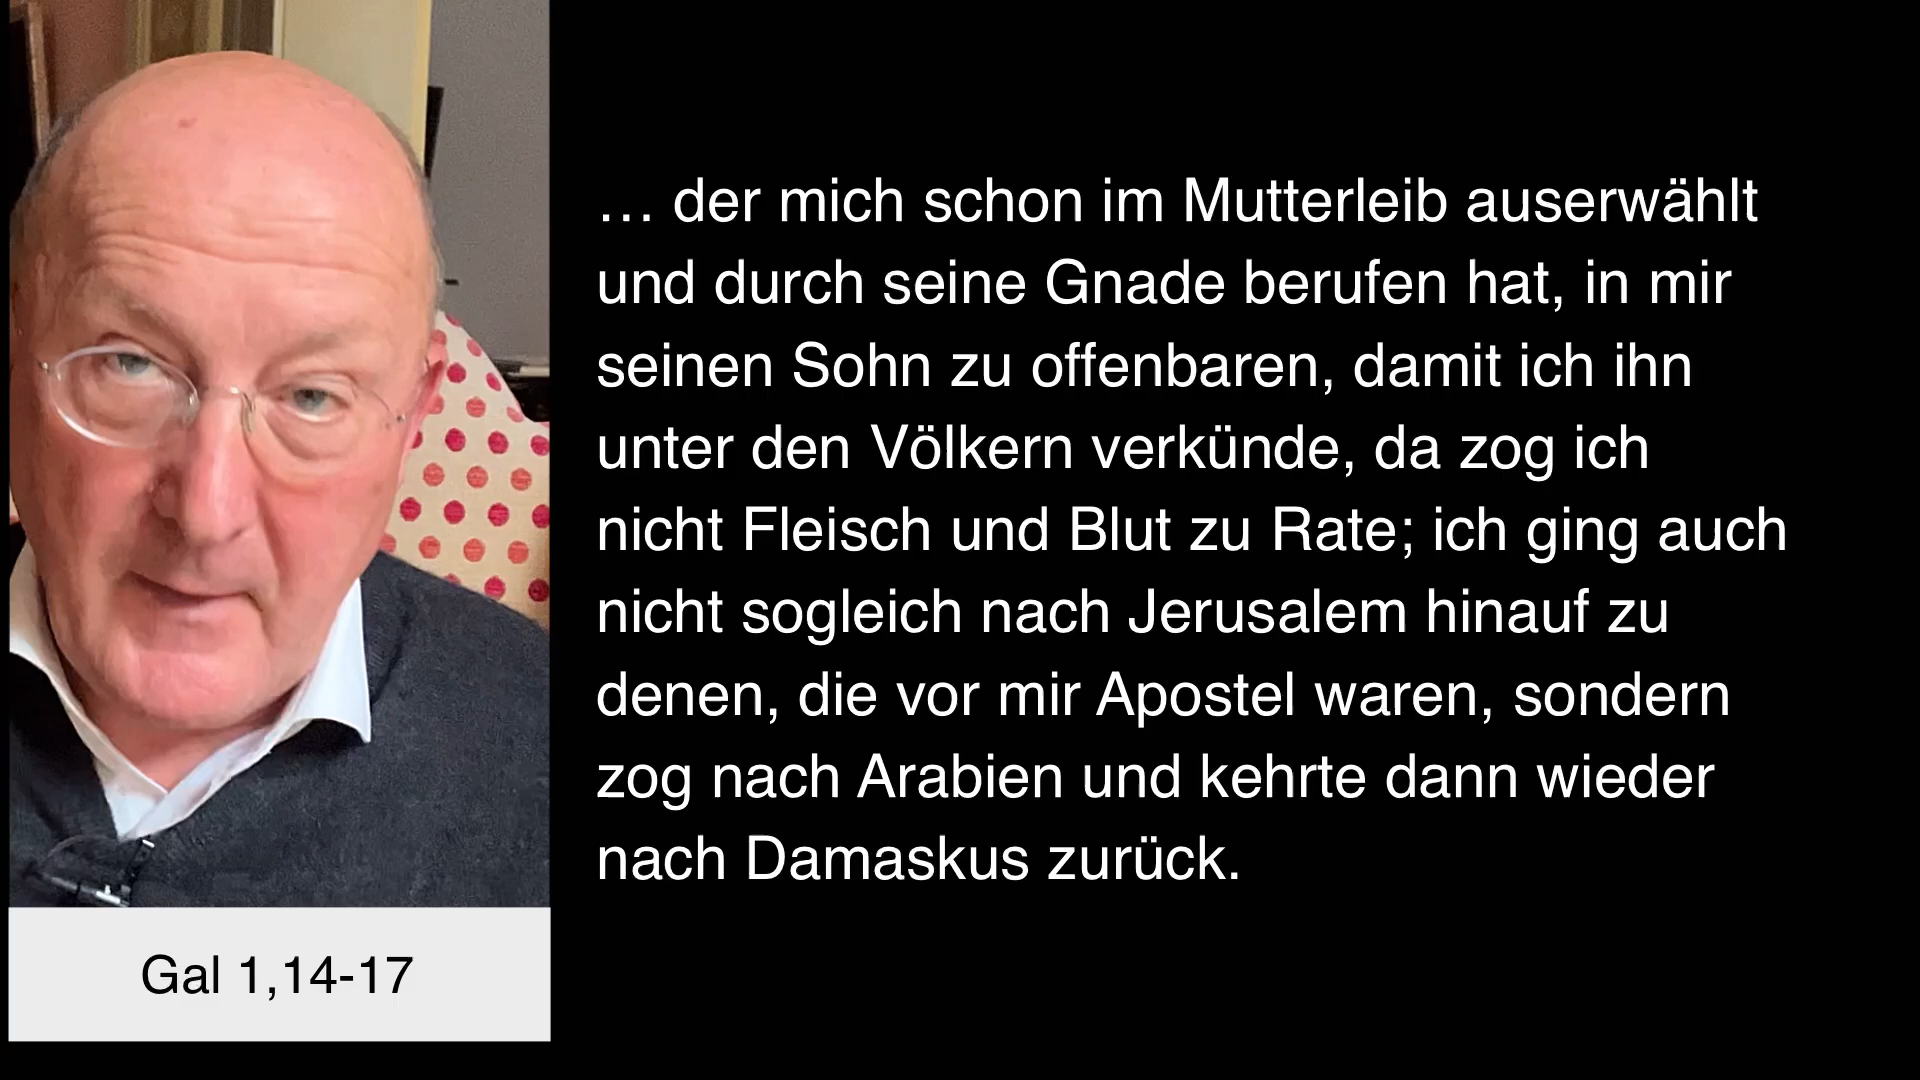 … der mich schon im Mutterleib auserwählt
und durch seine Gnade berufen hat, in mir
seinen Sohn zu offenbaren, damit ich ihn
unter den Völkern verkünde, da zog ich
nicht Fleisch und Blut zu Rate; ich ging auch
nicht sogleich nach Jerusalem hinauf zu
denen, die vor mir Apostel waren, sondern
zog nach Arabien und kehrte dann wieder
nach Damaskus zurück.
Gal 1,14-17